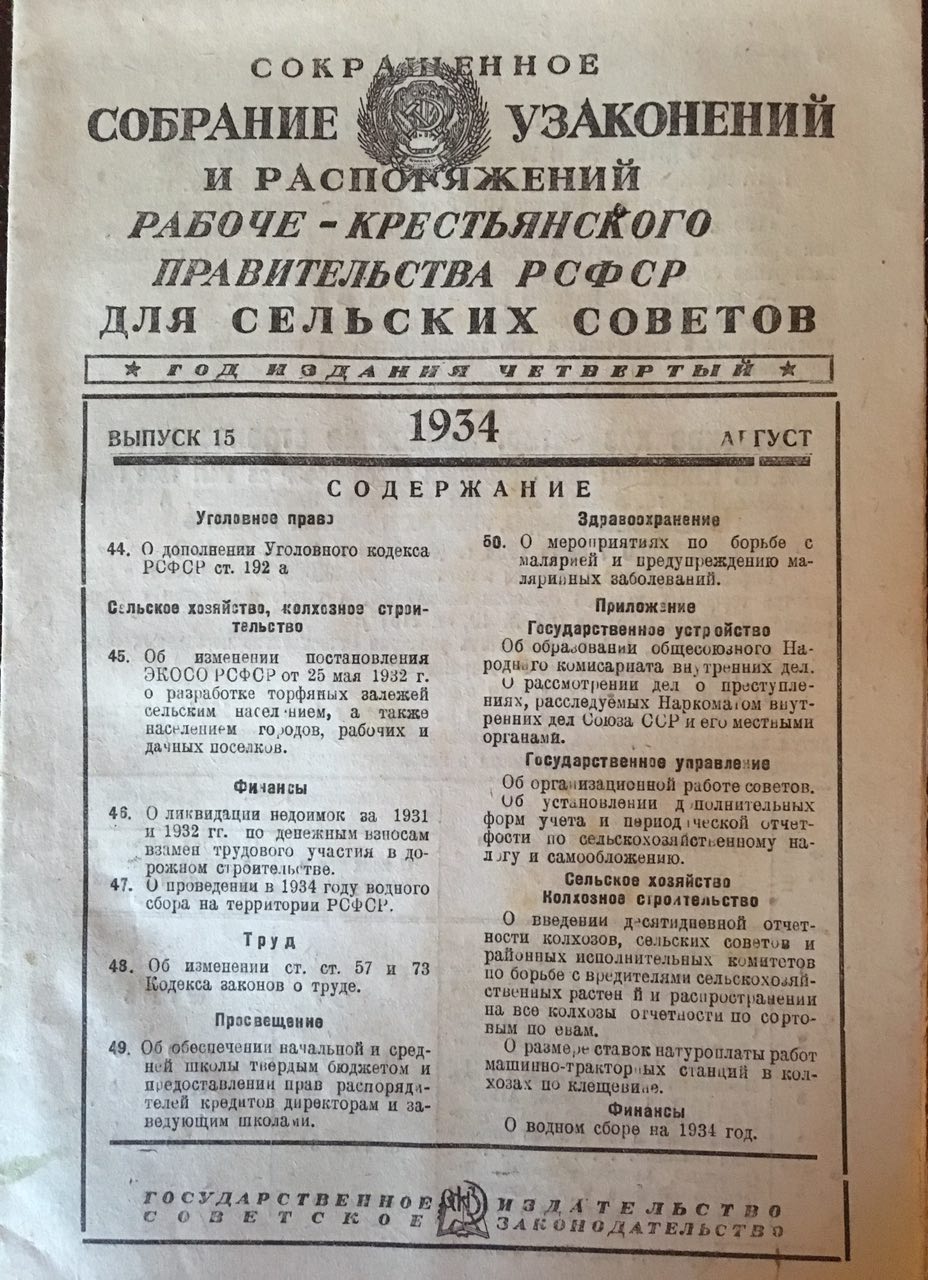 СОКРАЩЕННОЕ
СОБРАНИЕ УЗАКОНЕНИЙ
И РАСПОРЯЖЕНИЙ
РАБОЧЕ-КРЕСТЬЯНСКОГО
ПРАВИТЕЛЬСТВА РСФСР
ДЛЯ СЕЛЬСКИХ СОВЕТОВ
★ ГОД ИЗДАНИЯ ЧЕТВЕРТЫЙ ★
ВЫПУСК 15 1934 АВГУСТ
СОДЕРЖАНИЕ
Уголовное право
44. О дополнении Уголовного кодекса
РСФСР ст. 192 а
Сельское хозяйство, колхозное строи-
тельство
45. Об изменении постановления
ЭКОСО РСФСР от 25 мая 1932 г.
о разработке торфяных залежей
сельским населением, а также
населением городов, рабочих и
дачных поселков.
Финансы
46. О ликвидации недоимок за 1931
и 1932 гг. по денежным взносам
взамен трудового участия в до-
рожном строительстве.
47. О проведении в 1934 году водного
сбора на территории РСФСР.
Труд
48. Об изменении ст. ст. 57 и 73
Кодекса законов о труде.
Просвещение
49. Об обеспечении начальной и сред-
ней школы твердым бюджетом и
предоставлении прав распоряди-
телей кредитов директорам и за-
ведующим школами.
Здравоохранение
50. О мероприятиях по борьбе с
малярией и предупреждению ма-
лярийных заболеваний.
Приложение
Государственное устройство
Об образовании общесоюзного На-
родного комисариата внутренних дел.
О рассмотрении дел о преступле-
ниях, расследуемых Наркоматом внут-
ренних дел Союза ССР и его местными
органами.
Государственное управление
Об организационной работе советов.
Об установлении дополнительных
форм учета и периодической отчет-
ности по сельскохозяйственному на-
логу и самообложению.
Сельское хозяйство
Колхозное строительство
О введении десятидневной отчет-
ности колхозов, сельских советов и
районных исполнительных комитетов
по борьбе с вредителями сельскохозяй-
ственных растений и распространении
на все колхозы отчетности по сорто-
вым посевам.
О размере ставок натуроплаты работ
машинно-тракторных станций в кол-
хозах по клещевине.
Финансы
О водном сборе на 1934 год.
ГОСУДАРСТВЕННОЕ ИЗДАТЕЛЬСТВО
СОВЕТСКОЕ ЗАКОНОДАТЕЛЬСТВО